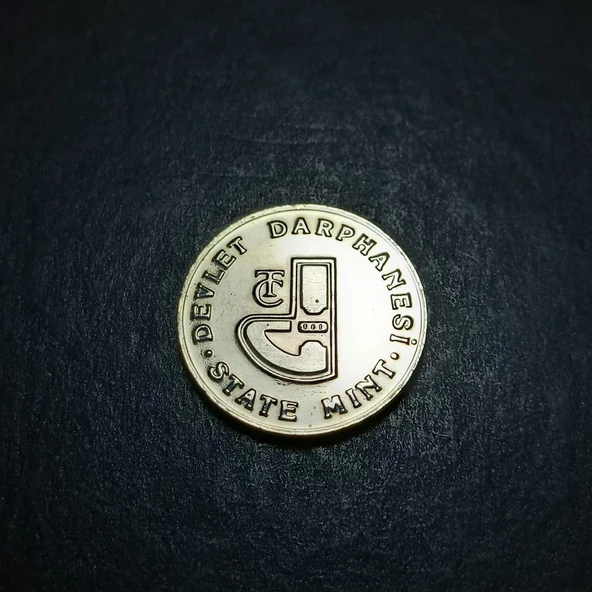 DEVLET DARPHANESİ
TC
STATE MINT